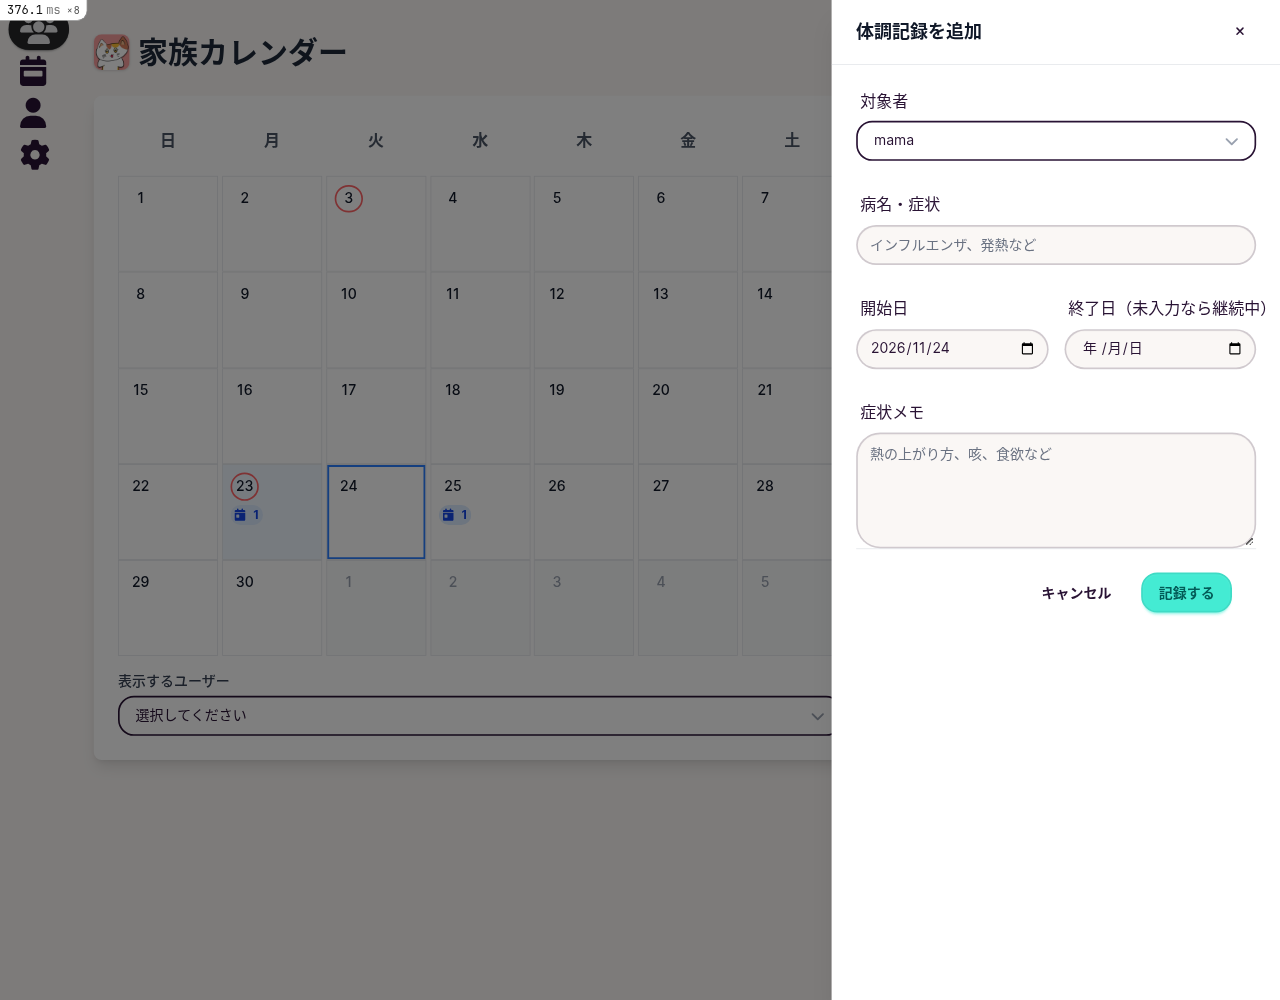 376.1 ms ×8
家族カレンダー
日 月 火 水 木 金 土
1 2 3 4 5 6 7
8 9 10 11 12 13 14
15 16 17 18 19 20 21
22 23 24 25 26 27 28
1 1
29 30 1 2 3 4 5
表示するユーザー
選択してください
体調記録を追加 ×
対象者
mama
病名・症状
インフルエンザ、発熱など
開始日 終了日（未入力なら継続中）
2026/11/24 年 /月/日
症状メモ
熱の上がり方、咳、食欲など
キャンセル 記録する